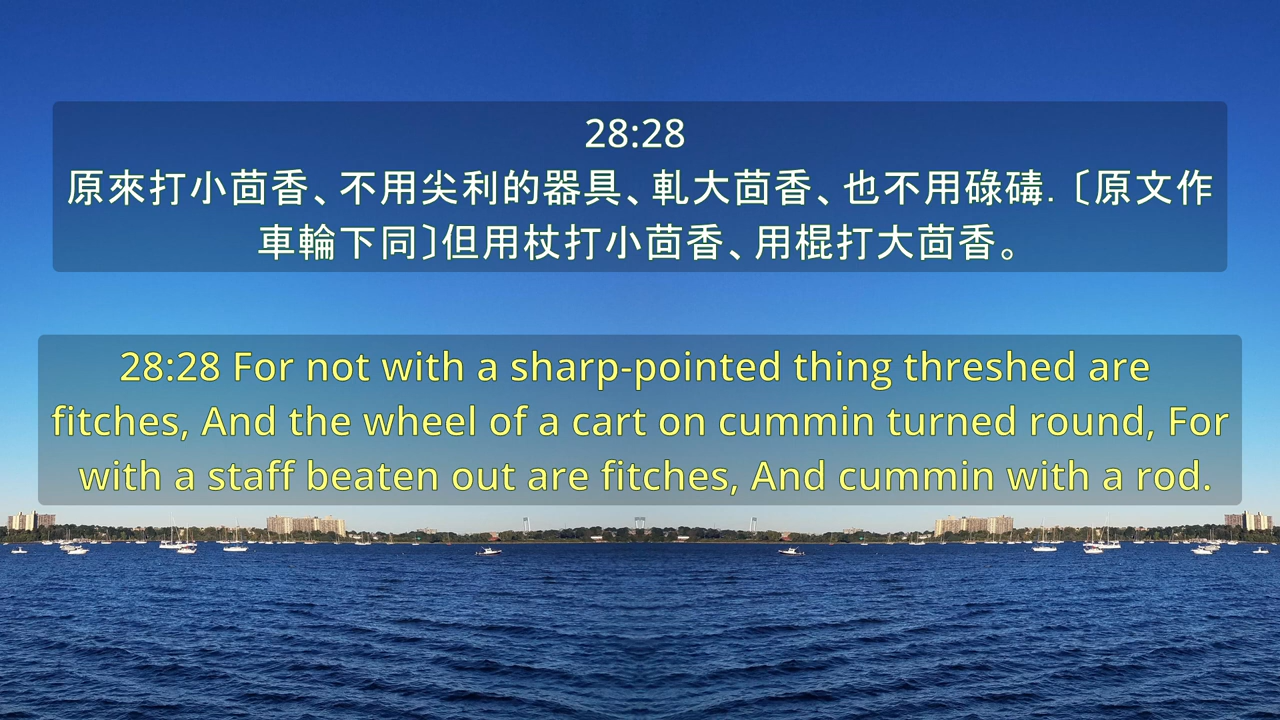 28:28
原來打小茴香、不用尖利的器具、軋大茴香、也不用碌碡.〔原文作
車輪下同〕但用杖打小茴香、用棍打大茴香。
28:28 For not with a sharp-pointed thing threshed are
fitches, And the wheel of a cart on cummin turned round, For
with a staff beaten out are fitches, And cummin with a rod.